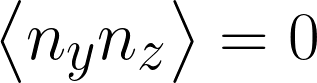 ⟨n_y n_z⟩ = 0